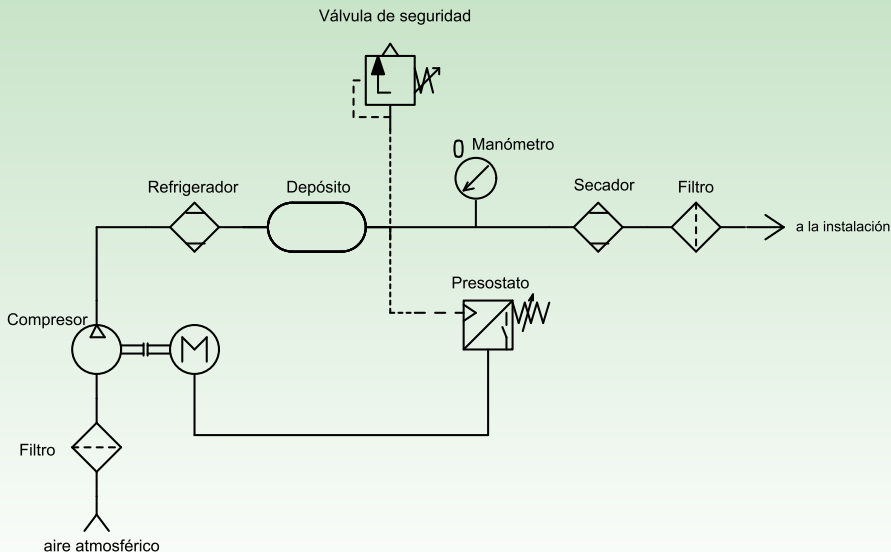 Válvula de seguridad
0 Manómetro
Refrigerador
Depósito
Secador
Filtro
a la instalación
Presostato
Compresor
M
Filtro
aire atmosférico